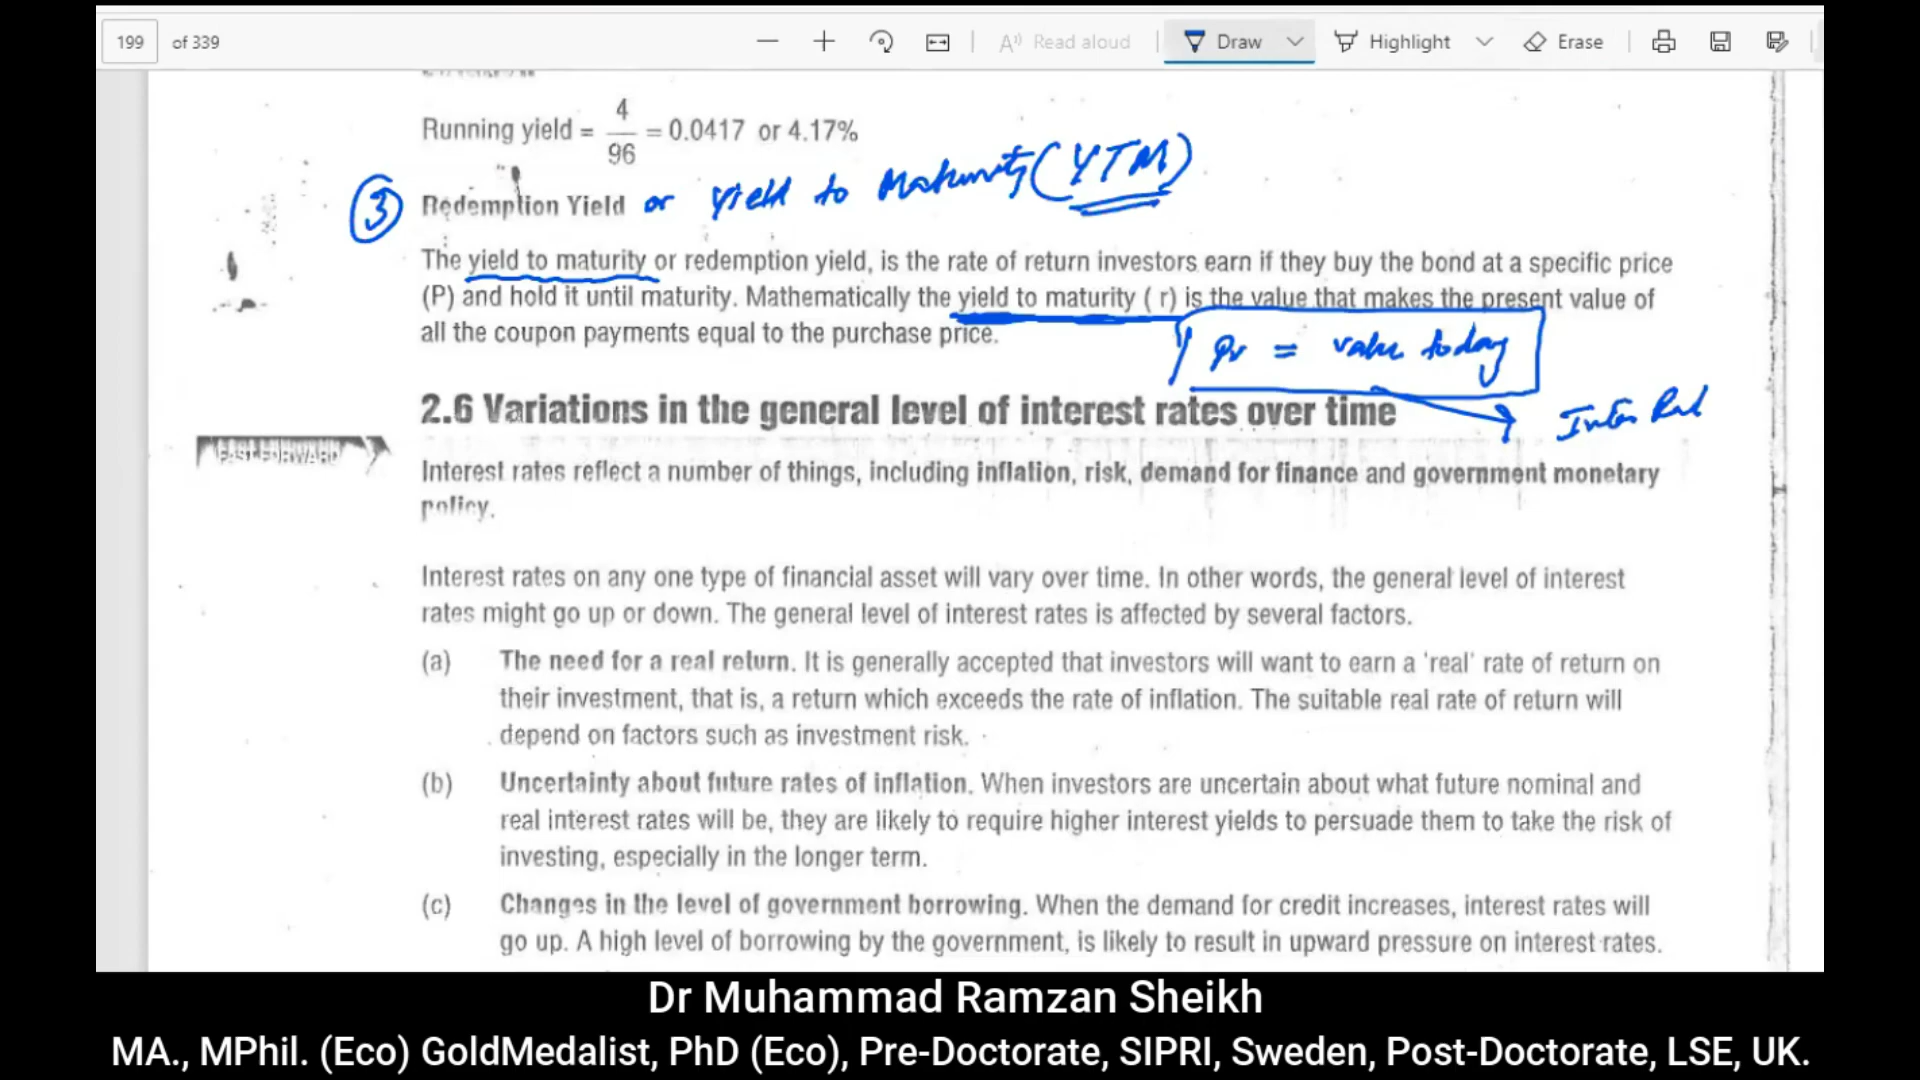 199 of 339 Read aloud Draw Highlight Erase
Running yield = 4/96 = 0.0417 or 4.17%
③ Redemption Yield or Yield to Maturity (YTM)
The yield to maturity or redemption yield, is the rate of return investors earn if they buy the bond at a specific price
(P) and hold it until maturity. Mathematically the yield to maturity ( r) is the value that makes the present value of
all the coupon payments equal to the purchase price.
PV = value today
2.6 Variations in the general level of interest rates over time
FAST FORWARD
Interest rates reflect a number of things, including inflation, risk, demand for finance and government monetary
policy.
Interest rates on any one type of financial asset will vary over time. In other words, the general level of interest
rates might go up or down. The general level of interest rates is affected by several factors.
(a) The need for a real return. It is generally accepted that investors will want to earn a 'real' rate of return on
their investment, that is, a return which exceeds the rate of inflation. The suitable real rate of return will
depend on factors such as investment risk.
(b) Uncertainty about future rates of inflation. When investors are uncertain about what future nominal and
real interest rates will be, they are likely to require higher interest yields to persuade them to take the risk of
investing, especially in the longer term.
(c) Changes in the level of government borrowing. When the demand for credit increases, interest rates will
go up. A high level of borrowing by the government, is likely to result in upward pressure on interest rates.
Dr Muhammad Ramzan Sheikh
MA., MPhil. (Eco) GoldMedalist, PhD (Eco), Pre-Doctorate, SIPRI, Sweden, Post-Doctorate, LSE, UK.